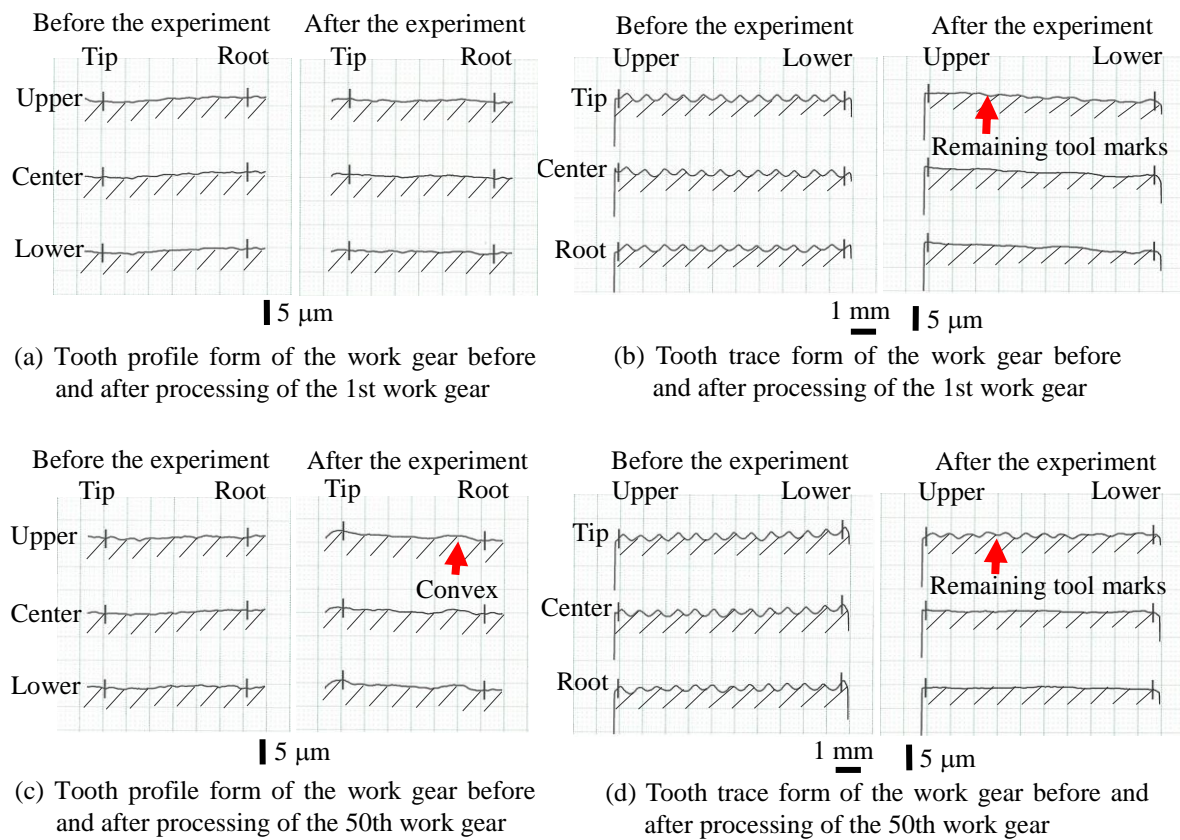 Before the experiment
After the experiment
Tip Root
Tip Root
Upper
Center
Lower
5 μm
(a) Tooth profile form of the work gear before
and after processing of the 1st work gear
Before the experiment
After the experiment
Upper Lower
Upper Lower
Tip
Remaining tool marks
Center
Root
1 mm
5 μm
(b) Tooth trace form of the work gear before
and after processing of the 1st work gear
Before the experiment
After the experiment
Tip Root
Tip Root
Upper
Convex
Center
Lower
5 μm
(c) Tooth profile form of the work gear before
and after processing of the 50th work gear
Before the experiment
After the experiment
Upper Lower
Upper Lower
Tip
Remaining tool marks
Center
Root
1 mm
5 μm
(d) Tooth trace form of the work gear before and
after processing of the 50th work gear